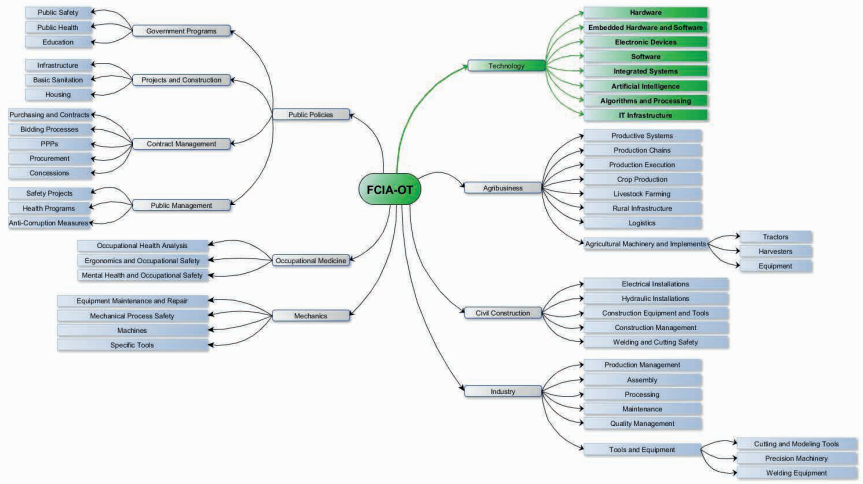 FCIA-OT
Public Policies
Government Programs
Public Safety
Public Health
Education
Projects and Construction
Infrastructure
Basic Sanitation
Housing
Contract Management
Purchasing and Contracts
Bidding Processes
PPPs
Procurement
Concessions
Public Management
Safety Projects
Health Programs
Anti-Corruption Measures
Occupational Medicine
Occupational Health Analysis
Ergonomics and Occupational Safety
Mental Health and Occupational Safety
Mechanics
Equipment Maintenance and Repair
Mechanical Process Safety
Machines
Specific Tools
Technology
Hardware
Embedded Hardware and Software
Electronic Devices
Software
Integrated Systems
Artificial Intelligence
Algorithms and Processing
IT Infrastructure
Agribusiness
Productive Systems
Production Chains
Production Execution
Crop Production
Livestock Farming
Rural Infrastructure
Logistics
Agricultural Machinery and Implements
Tractors
Harvesters
Equipment
Civil Construction
Electrical Installations
Hydraulic Installations
Construction Equipment and Tools
Construction Management
Welding and Cutting Safety
Industry
Production Management
Assembly
Processing
Maintenance
Quality Management
Tools and Equipment
Cutting and Modeling Tools
Precision Machinery
Welding Equipment